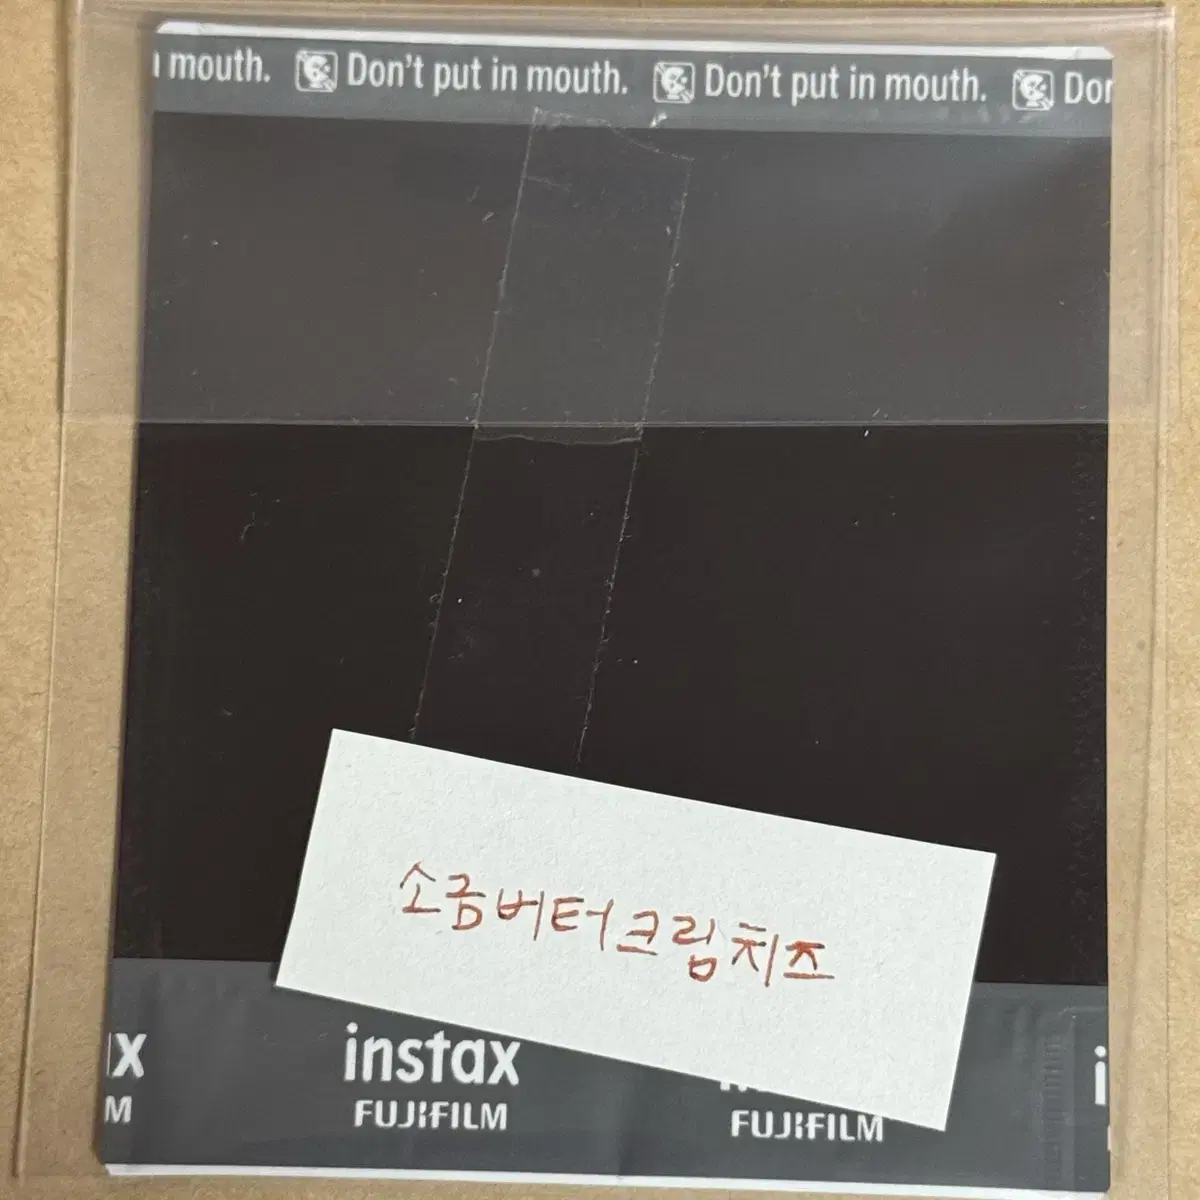 mouth. Don't put in mouth. Don't put in mouth.
소금버터크림치즈
instax
FUJIFILM FUJIFILM